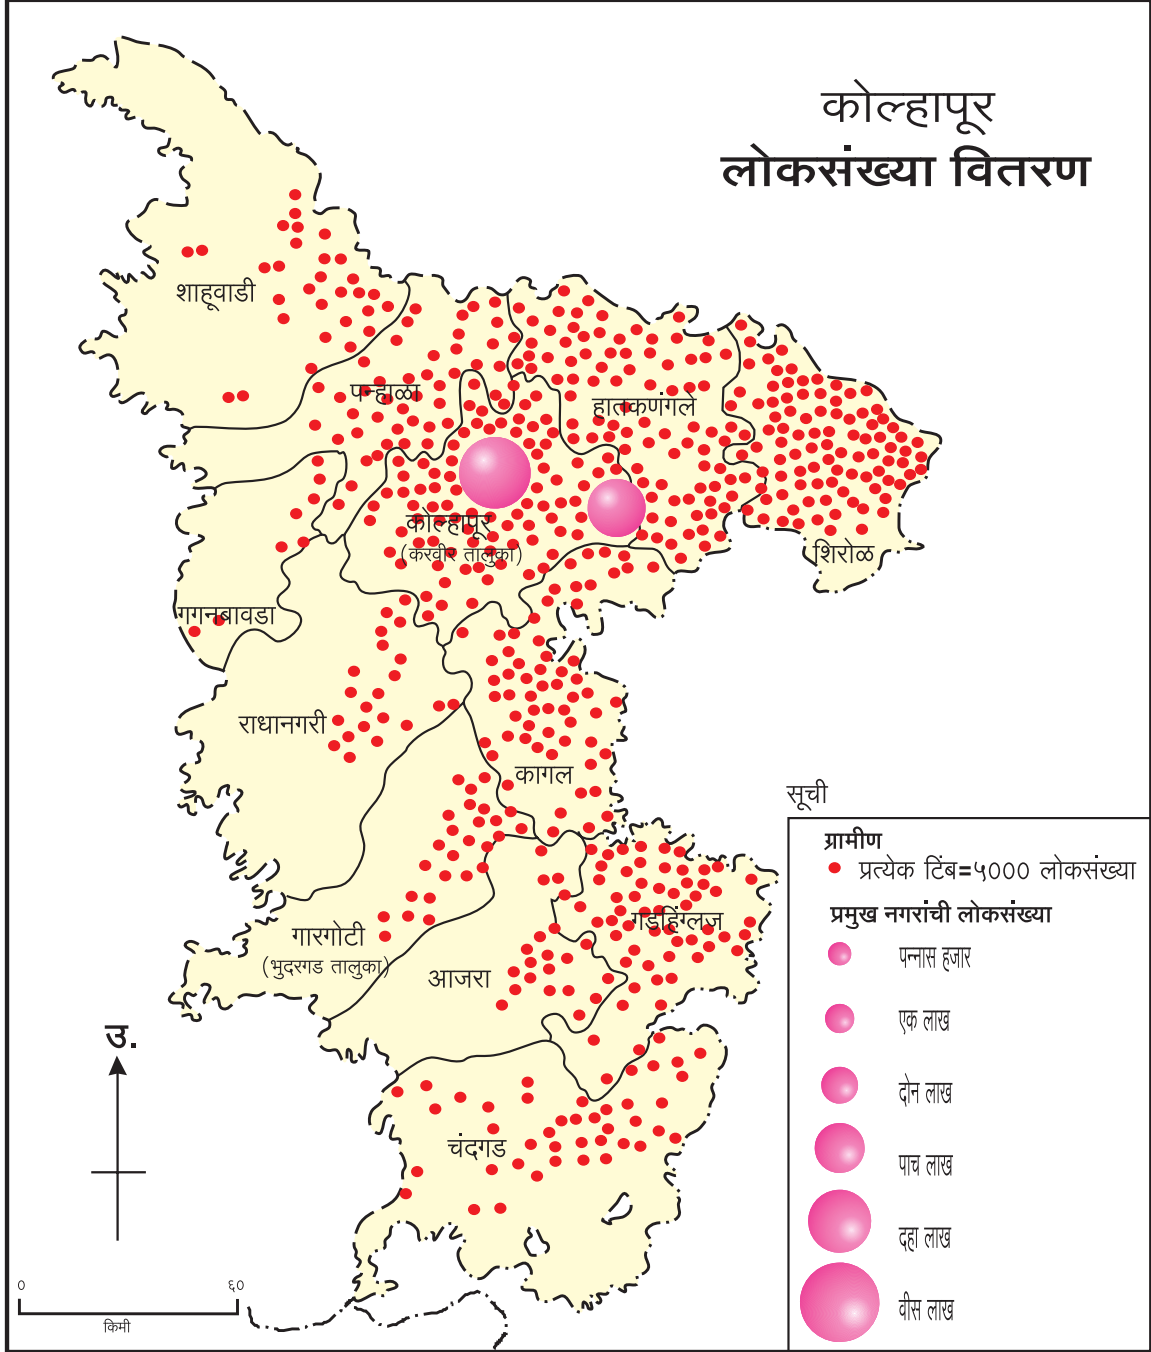 कोल्हापूर
लोकसंख्या वितरण
शाहूवाडी
पन्हाळा
हातकणंगले
कोल्हापूर
(करवीर तालुका)
शिरोळ
गगनबावडा
राधानगरी
कागल
सूची
ग्रामीण
प्रत्येक टिंब=५००० लोकसंख्या
प्रमुख नगरांची लोकसंख्या
पन्नास हजार
एक लाख
दोन लाख
पाच लाख
दहा लाख
वीस लाख
गडहिंग्लज
गारगोटी
(भुदरगड तालुका)
आजरा
उ.
चंदगड
० ६०
किमी